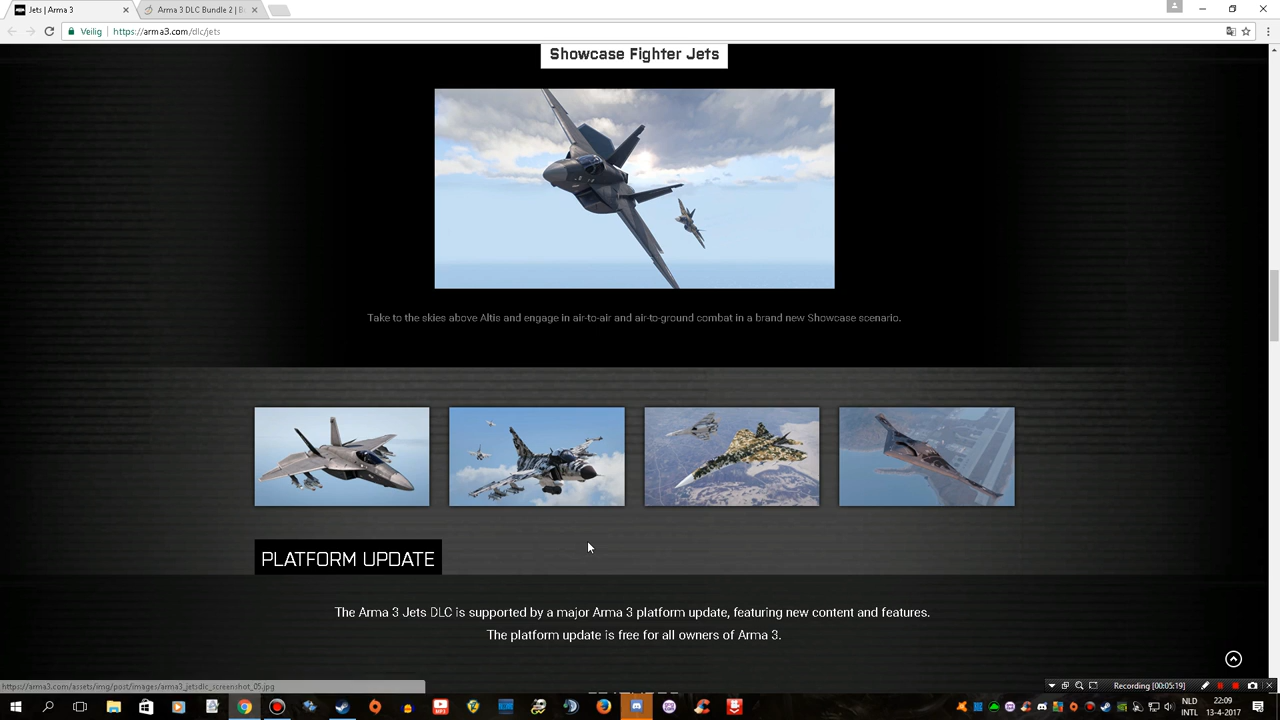 Jets | Arma 3
Arma 3 DLC Bundle 2 | B
Veilig
https://arma3.com/dlc/jets
Showcase Fighter Jets
Take to the skies above Altis and engage in air-to-air and air-to-ground combat in a brand new Showcase scenario.
PLATFORM UPDATE
The Arma 3 Jets DLC is supported by a major Arma 3 platform update, featuring new content and features.
The platform update is free for all owners of Arma 3.
https://arma3.com/assets/img/post/images/arma3_jetsdlc_screenshot_05.jpg
Recording [00:05:19]
MP3
NLD
INTL
22:09
13-4-2017